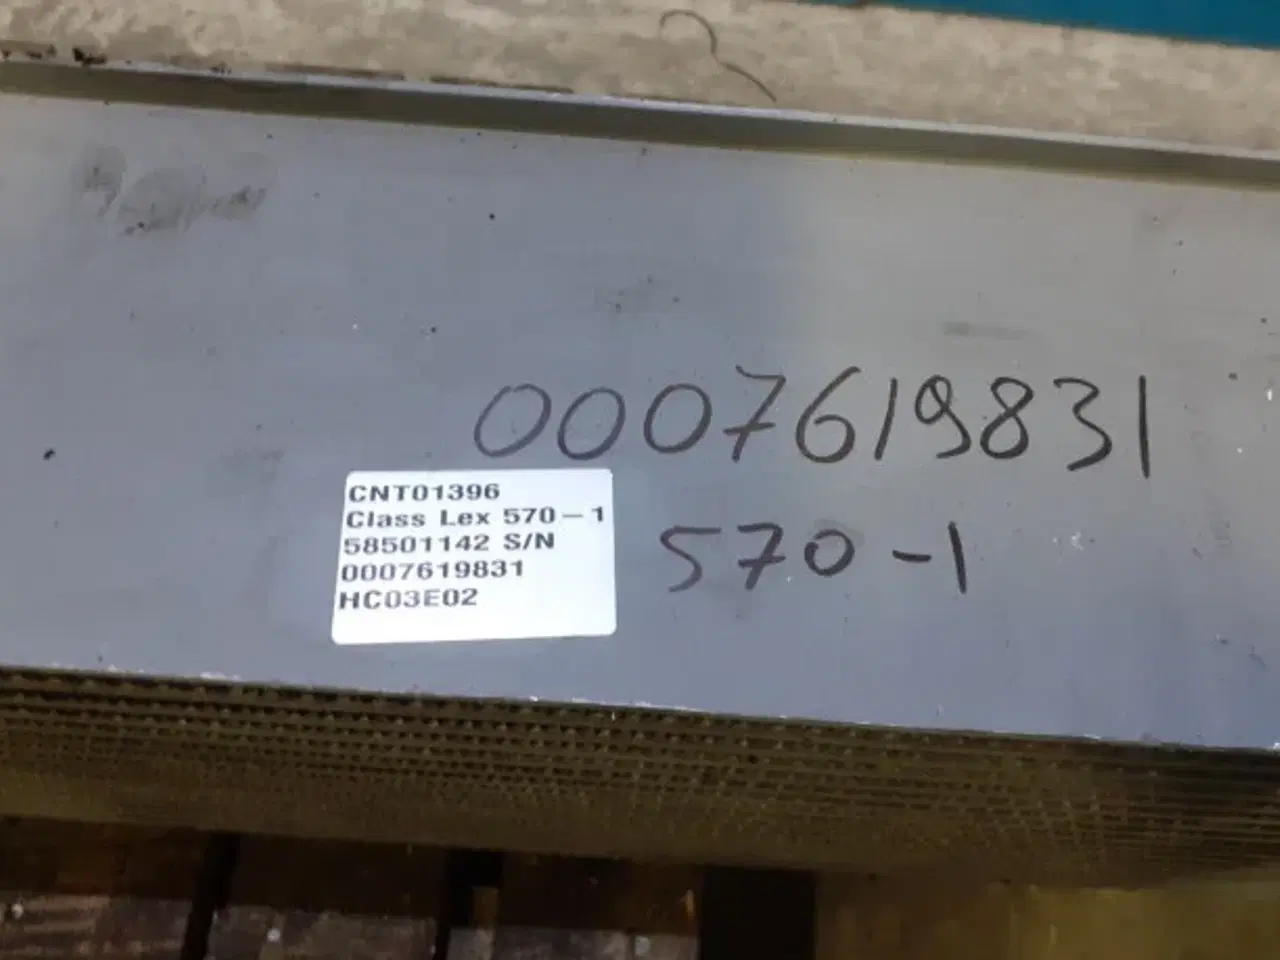 0007619831
CNT01396
Class Lex 570-1
58501142 S/N
0007619831
HC03E02
570-1